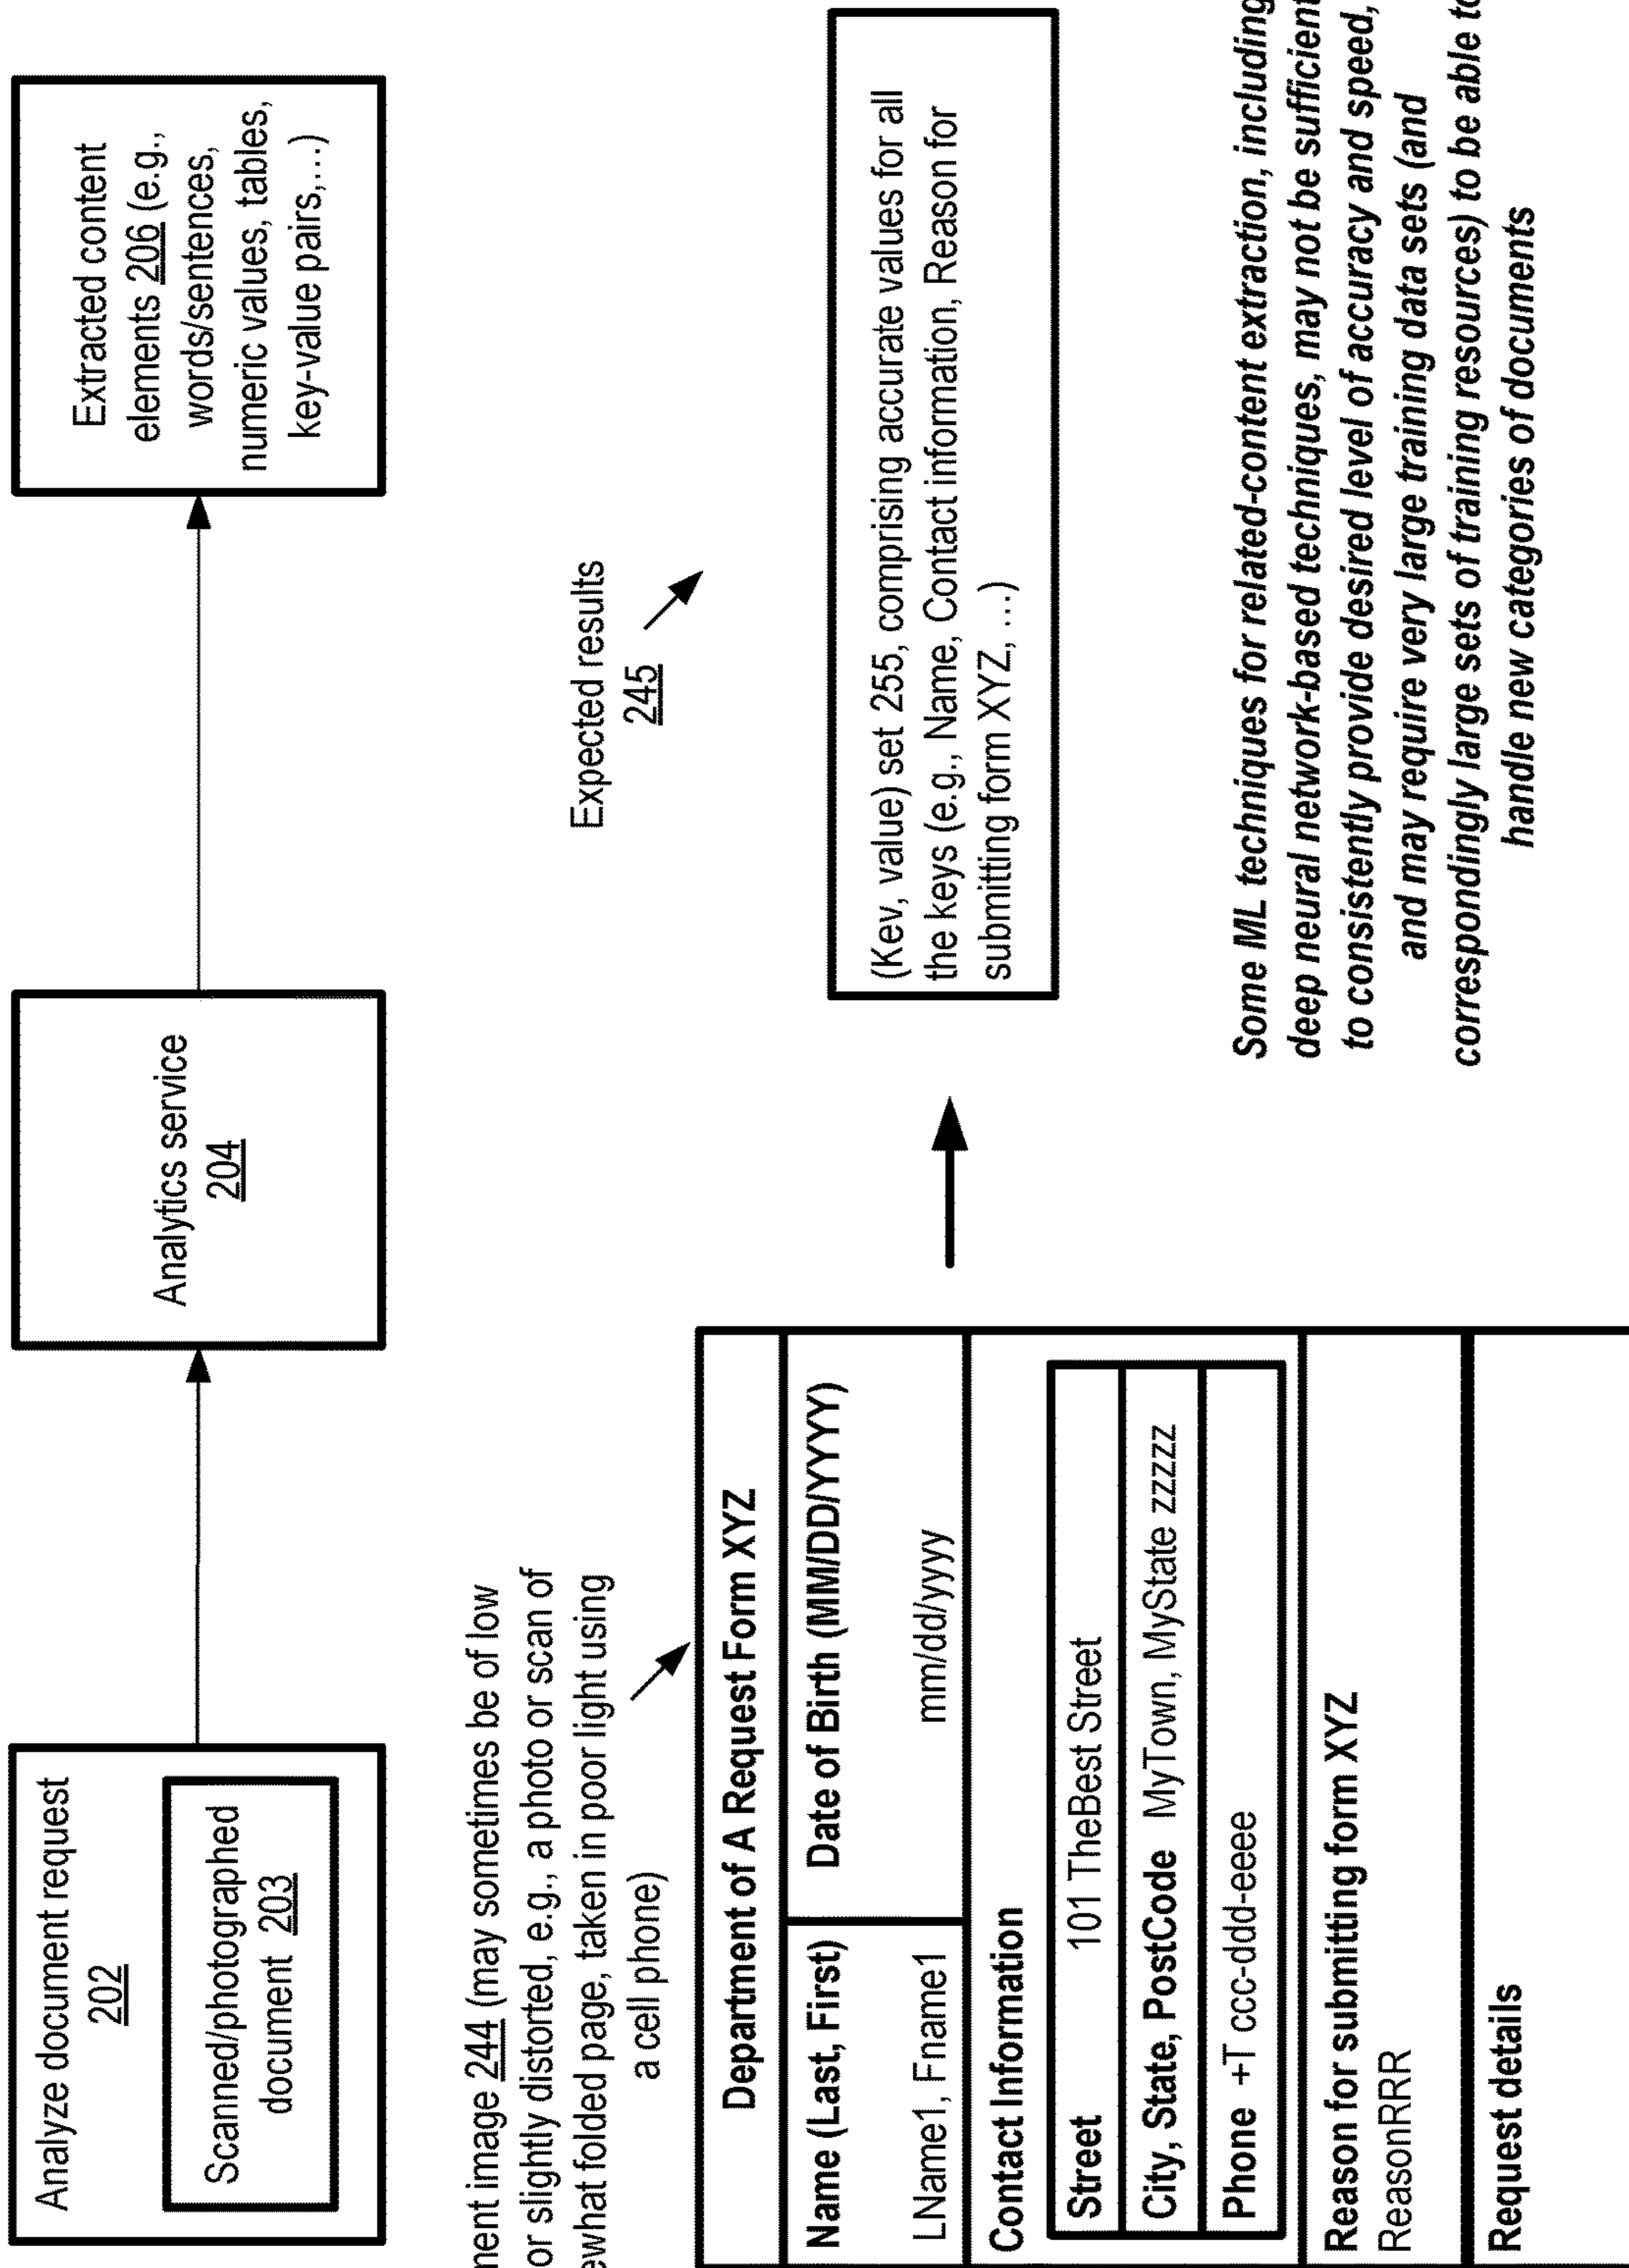 Analyze document request
202
Scanned/photographed
document 203
Analytics service
204
Extracted content
elements 206 (e.g.,
words/sentences,
numeric values, tables,
key-value pairs,…)
image 244 (may sometimes be of low
or slightly distorted, e.g., a photo or scan of
folded page, taken in poor light using
a cell phone)
Expected results
245
Department of A Request Form XYZ
Name (Last, First)
LName1, Fname1
Date of Birth (MM/DD/YYYY)
mm/dd/yyyy
Contact Information
Street 101 TheBest Street
City, State, PostCode MyTown, MyState zzzzz
Phone +T ccc-ddd-eeee
Reason for submitting form XYZ
ReasonRRR
Request details
(Kev, value) set 255, comprising accurate values for all
the keys (e.g., Name, Contact information, Reason for
submitting form XYZ, …)
Some ML techniques for related-content extraction, including
deep neural network-based techniques, may not be sufficient
to consistently provide desired level of accuracy and speed,
and may require very large training data sets (and
correspondingly large sets of training resources) to be able to
handle new categories of documents